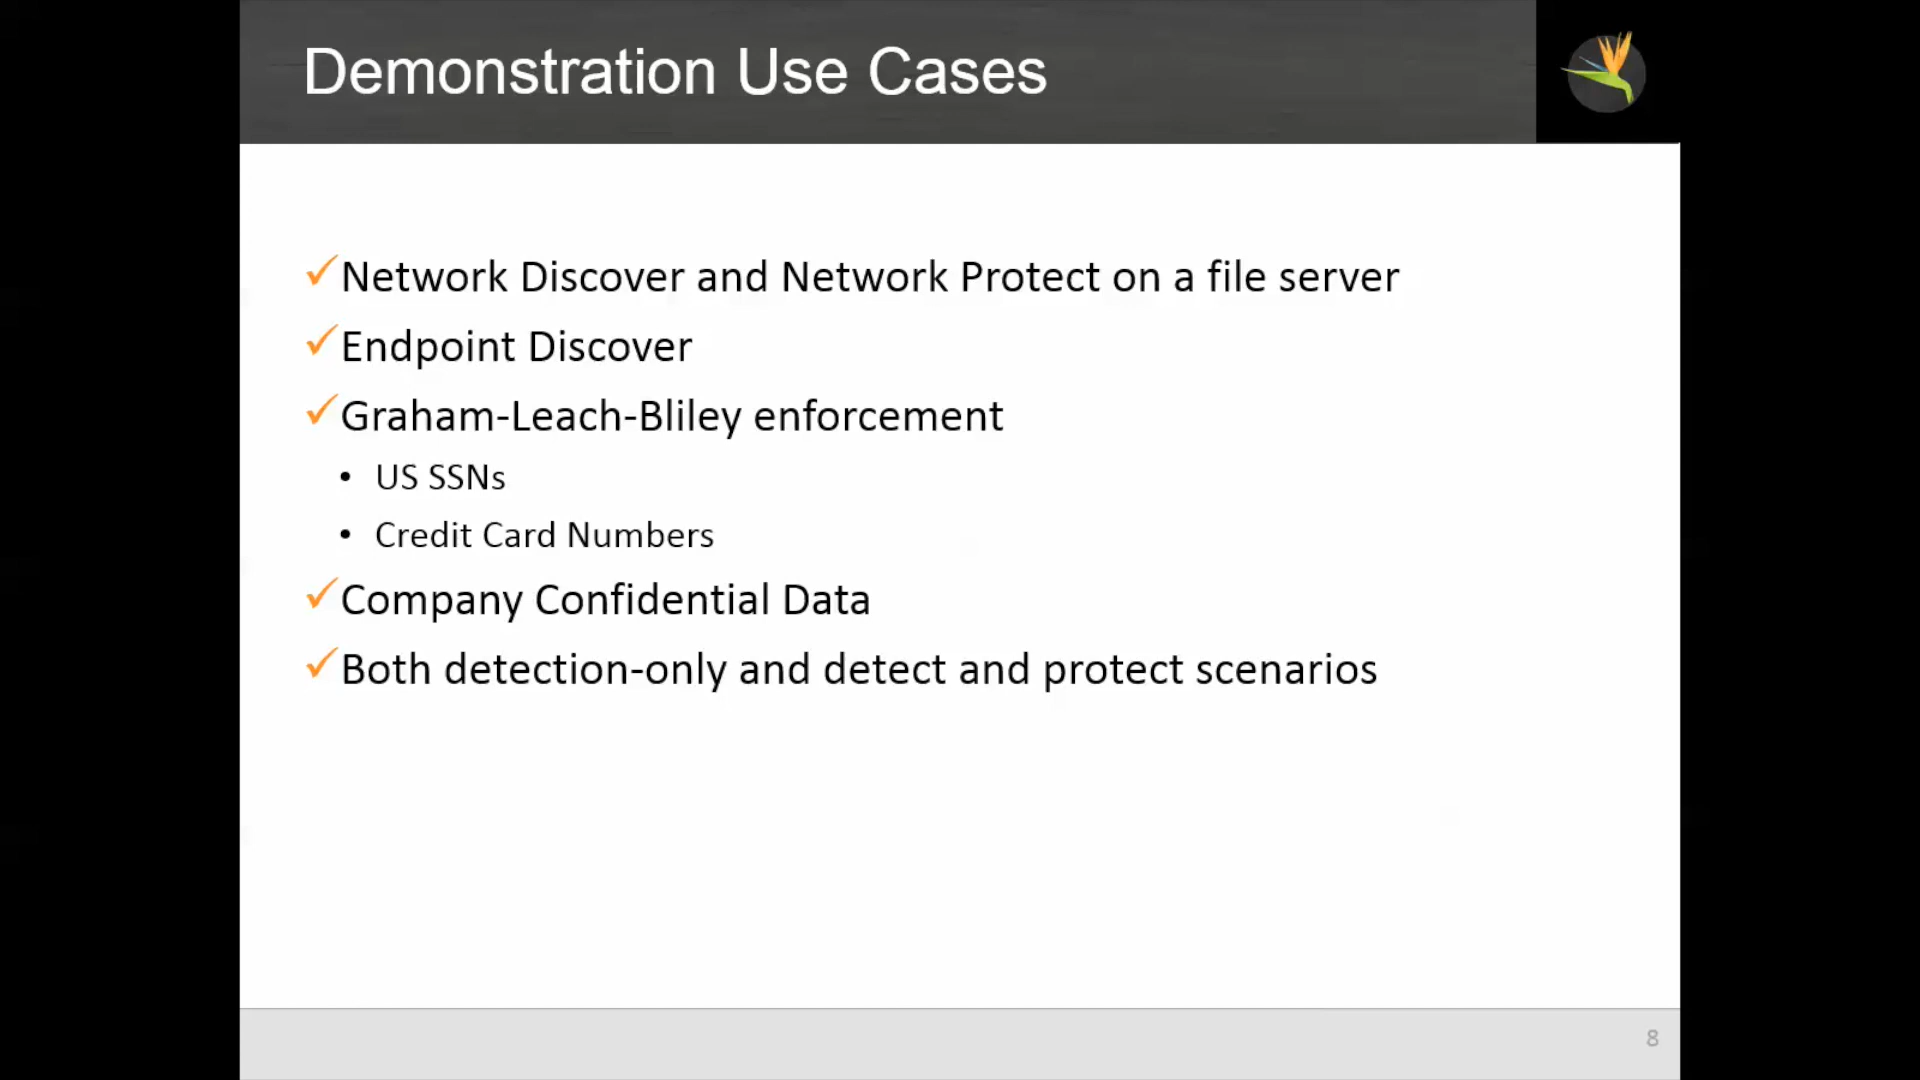 Demonstration Use Cases
✓Network Discover and Network Protect on a file server
✓Endpoint Discover
✓Graham-Leach-Bliley enforcement
• US SSNs
• Credit Card Numbers
✓Company Confidential Data
✓Both detection-only and detect and protect scenarios
8